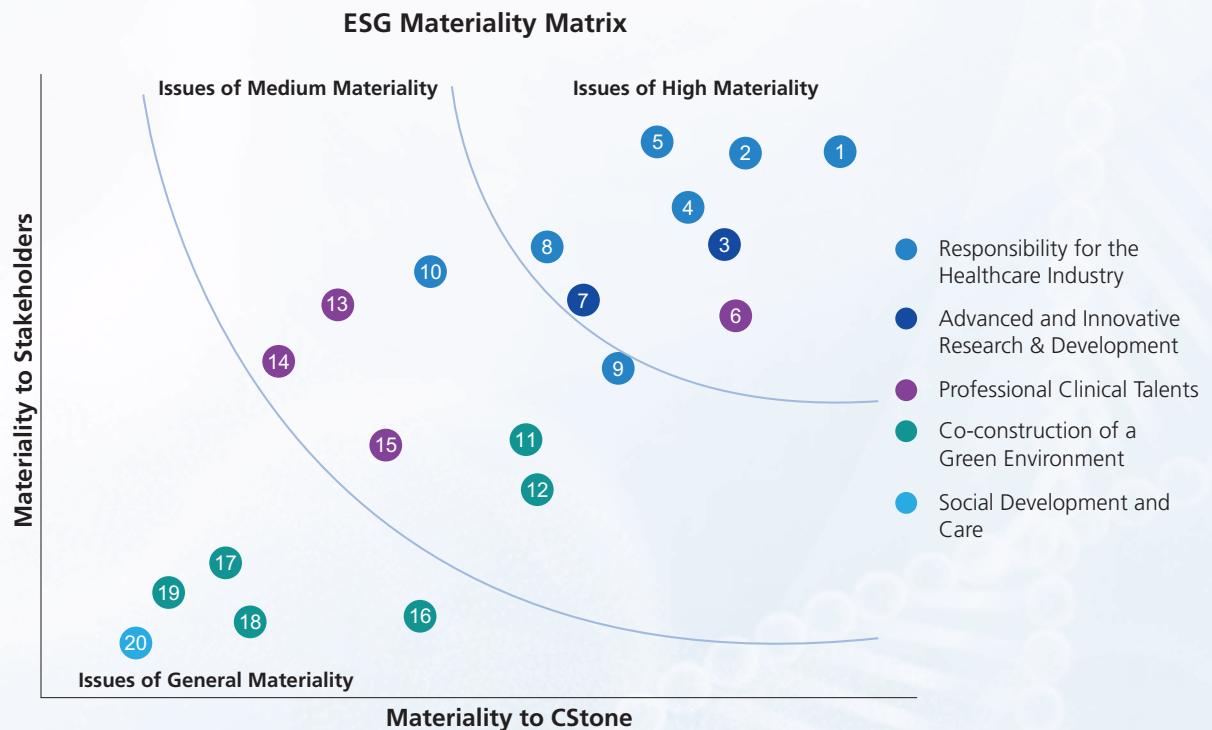 ESG Materiality Matrix
Issues of Medium Materiality
Issues of High Materiality
5
2
1
4
3
8
10
7
13
6
14
9
15
11
12
17
19
18
16
20
Issues of General Materiality
Materiality to Stakeholders
Materiality to CStone
Responsibility for the
Healthcare Industry
Advanced and Innovative
Research & Development
Professional Clinical Talents
Co-construction of a
Green Environment
Social Development and
Care